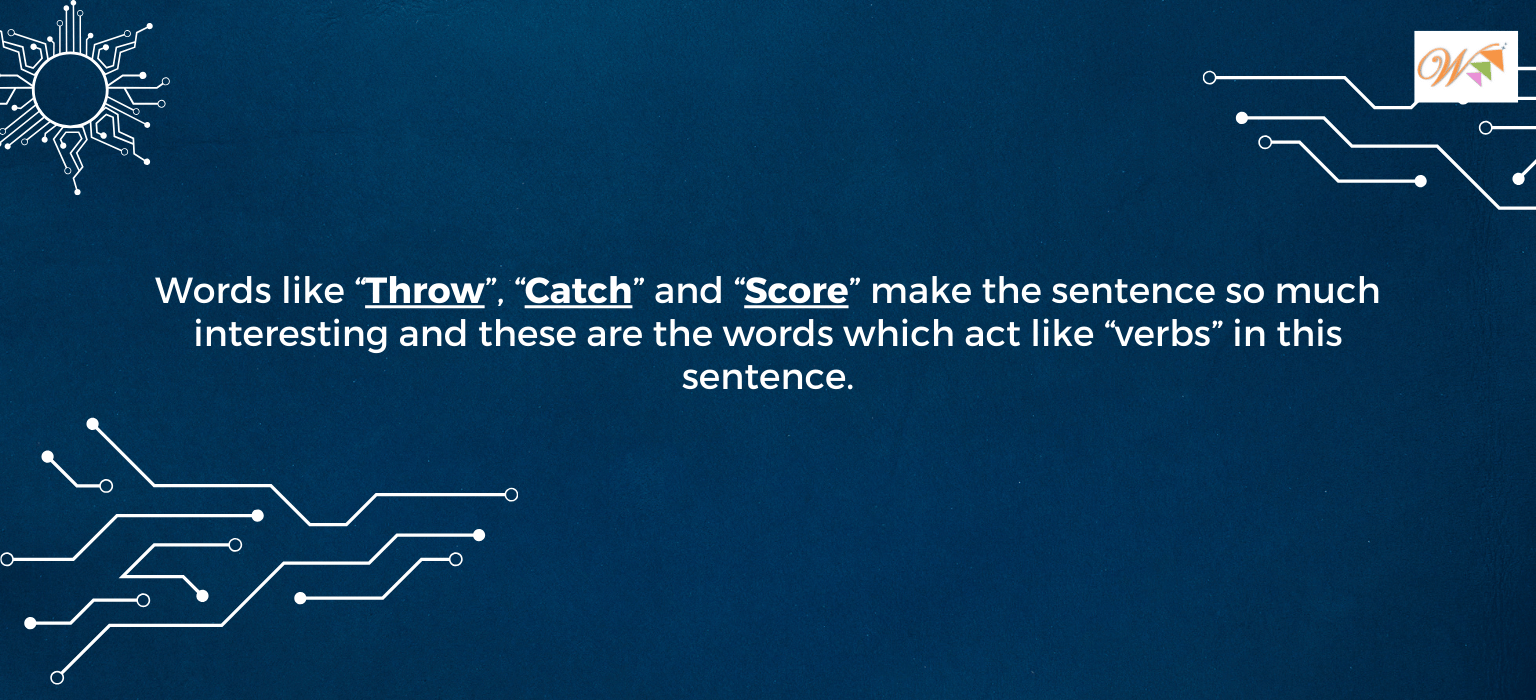 W
Words like “Throw”, “Catch” and “Score” make the sentence so much
interesting and these are the words which act like “verbs” in this
sentence.